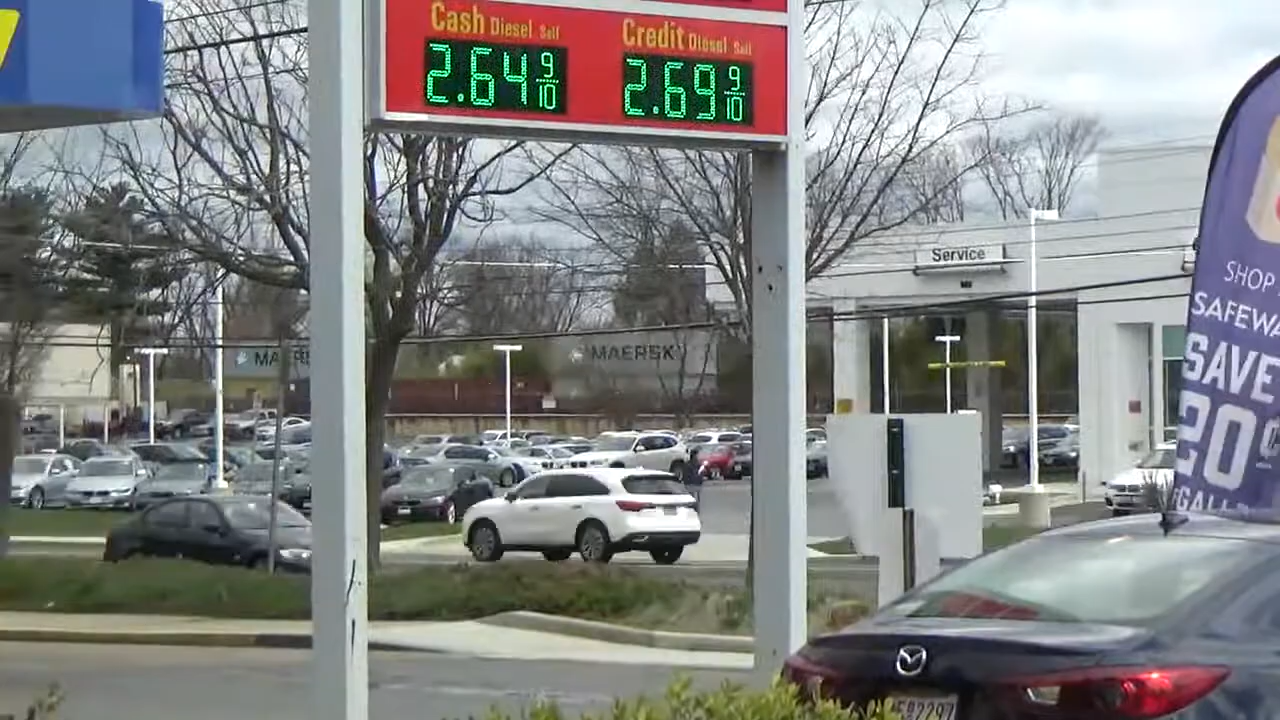 Cash Diesel Self
2.64 9/10
Credit Diesel Self
2.69 9/10
Service
MAERSK
SHOP
SAFEWA
SAVE
20¢
GALL